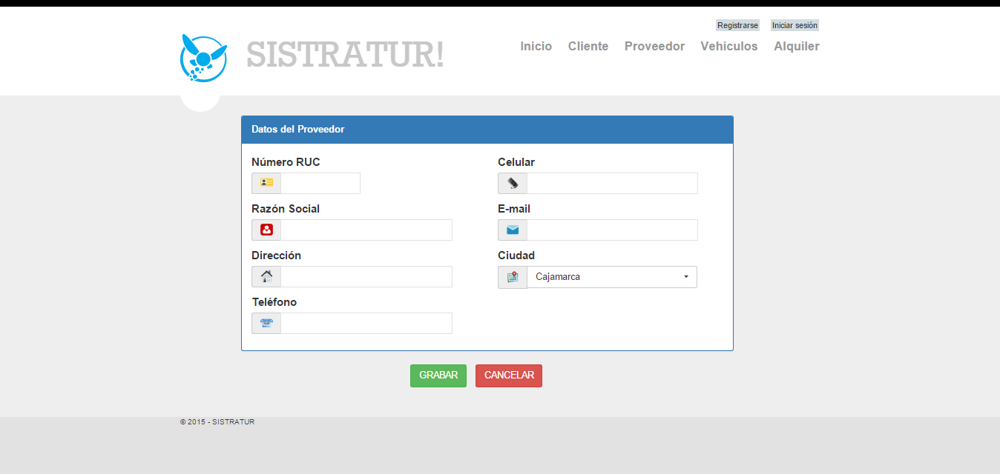 Registrarse Iniciar sesión
SISTRATUR!
Inicio Cliente Proveedor Vehículos Alquiler
Datos del Proveedor
Número RUC
Celular
Razón Social
E-mail
Dirección
Ciudad
Cajamarca
Teléfono
GRABAR CANCELAR
© 2015 - SISTRATUR